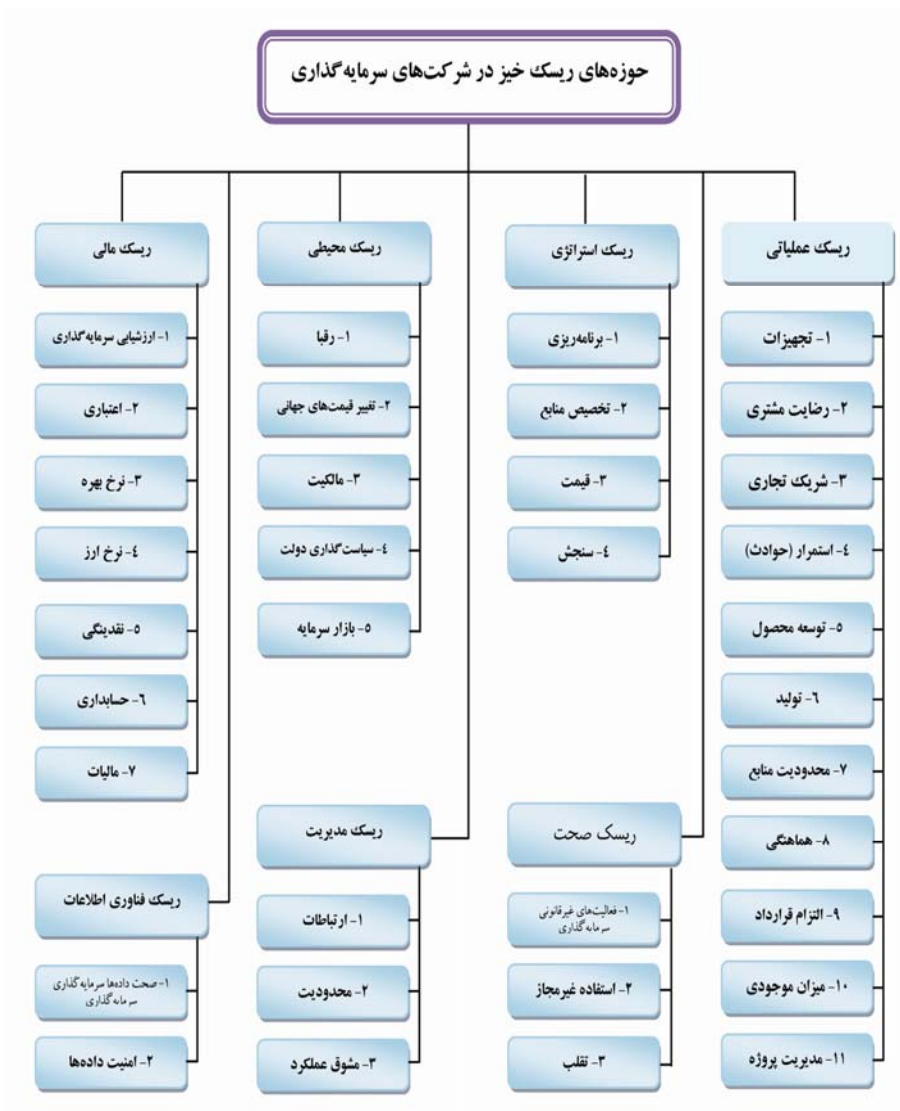 حوزه‌های ریسک خیز در شرکت‌های سرمایه‌گذاری
ریسک عملیاتی
۱- تجهیزات
۲- رضایت مشتری
۳- شریک تجاری
٤- استمرار (حوادث)
٥- توسعه محصول
٦- تولید
۷- محدودیت منابع
۸- هماهنگی
۹- التزام قرارداد
۱۰- میزان موجودی
۱۱- مدیریت پروژه
ریسک استراتژی
۱- برنامه‌ریزی
۲- تخصیص منابع
۳- قیمت
٤- سنجش
ریسک صحت
۱- فعالیت‌های غیرقانونی
سرمایه گذاری
۲- استفاده غیرمجاز
۳- تقلب
ریسک محیطی
۱- رقبا
۲- تغییر قیمت‌های جهانی
۳- مالکیت
٤- سیاست‌گذاری دولت
٥- بازار سرمایه
ریسک مدیریت
۱- ارتباطات
۲- محدودیت
۳- مشوق عملکرد
ریسک مالی
۱- ارزشیابی سرمایه‌گذاری
۲- اعتباری
۳- نرخ بهره
٤- نرخ ارز
٥- نقدینگی
٦- حسابداری
۷- مالیات
ریسک فناوری اطلاعات
۱- صحت داده‌ها سرمایه گذاری
سرمایه گذاری
۲- امنیت داده‌ها